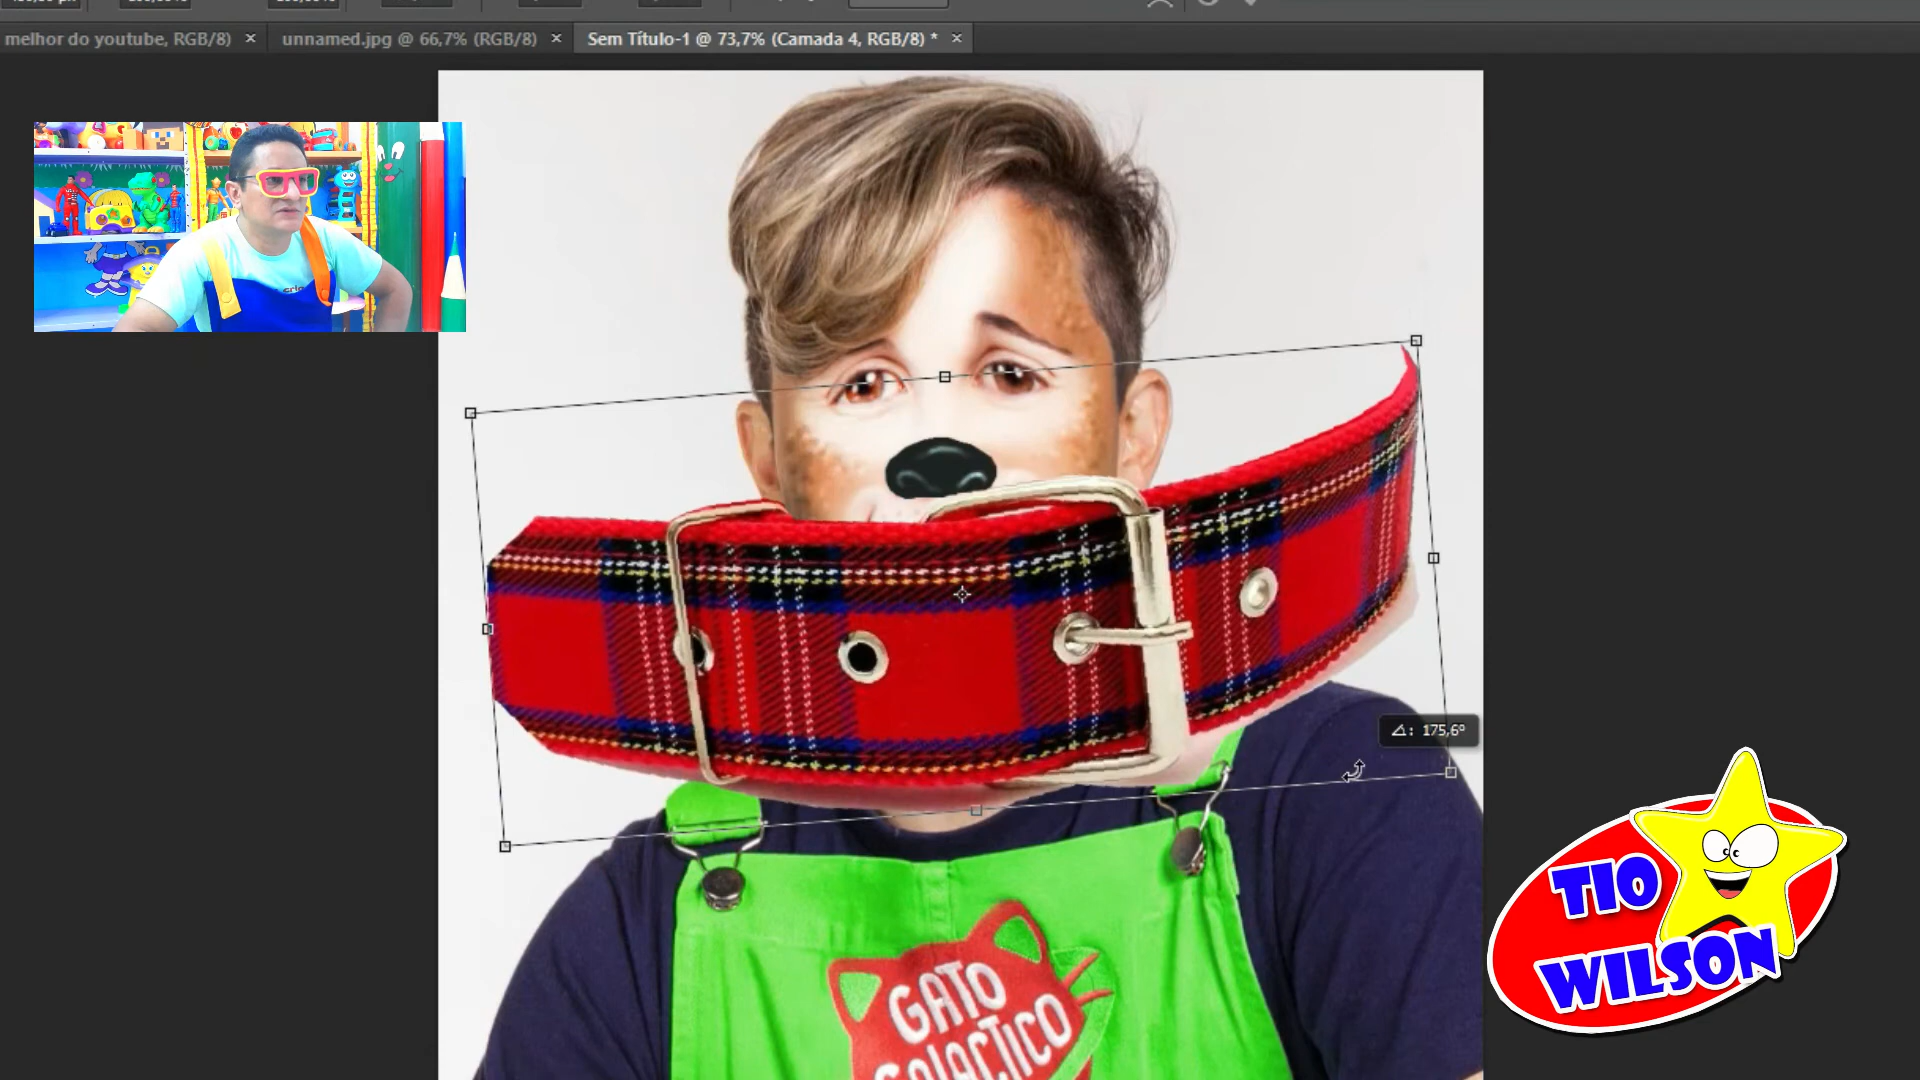 melhor do youtube, RGB/8) ×
unnamed.jpg @ 66,7% (RGB/8) ×
Sem Título-1 @ 73,7% (Camada 4, RGB/8) * ×
175,6°
TIO
WILSON
GATO
GALACTICO